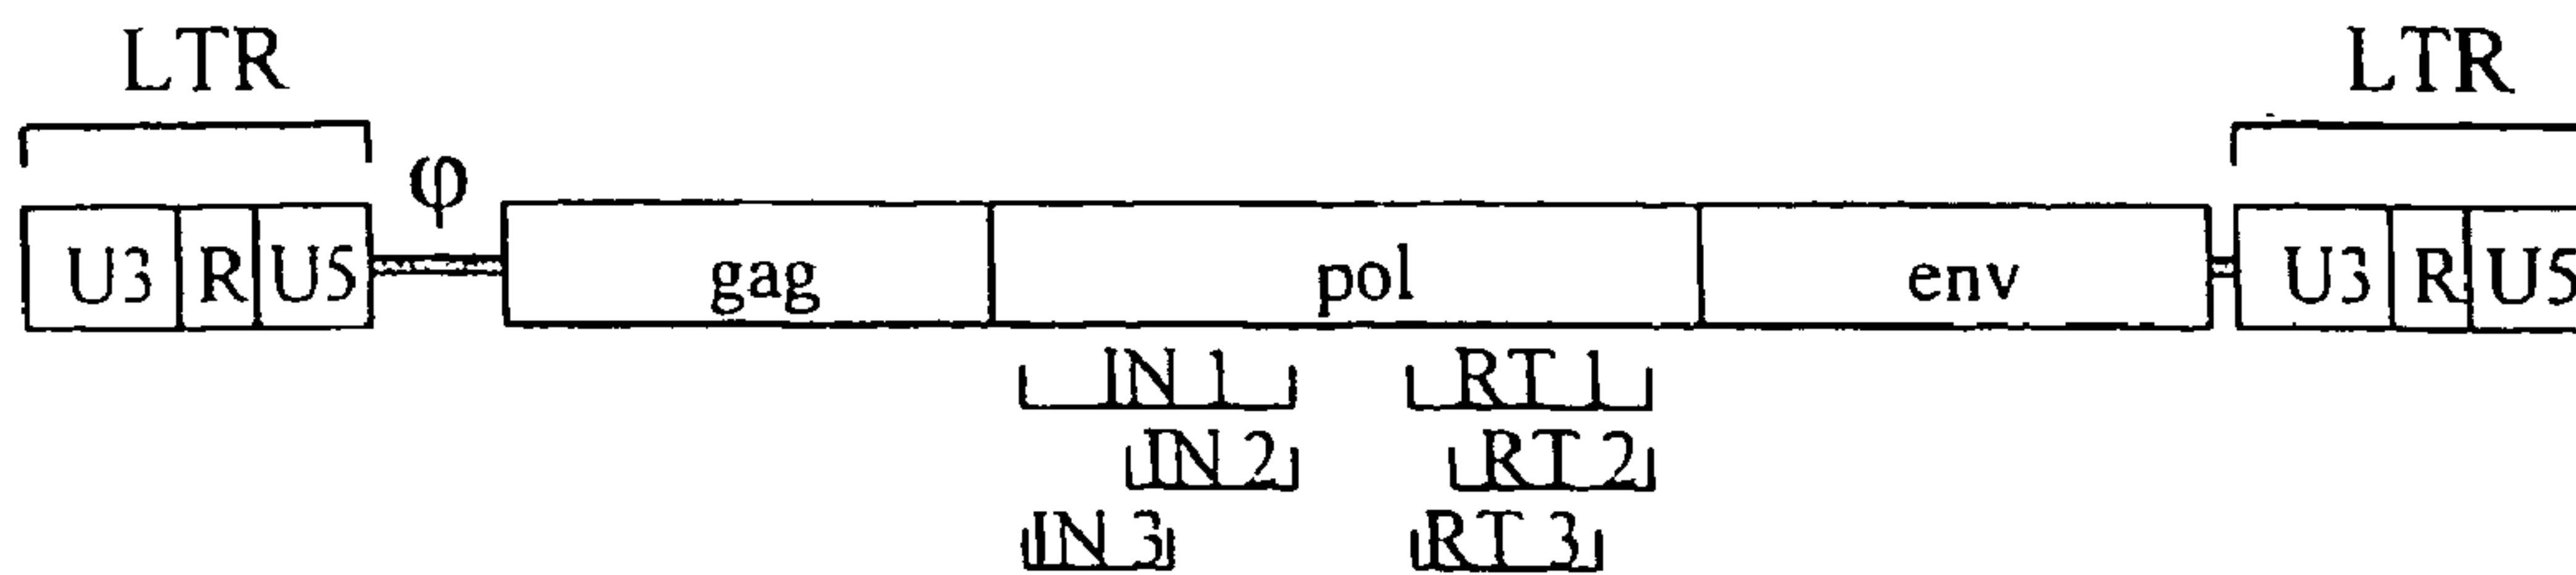 LTR LTR
φ
U3 R U5 gag pol env U3 R U5
IN 1 RT 1
IN 2 RT 2
IN 3 RT 3